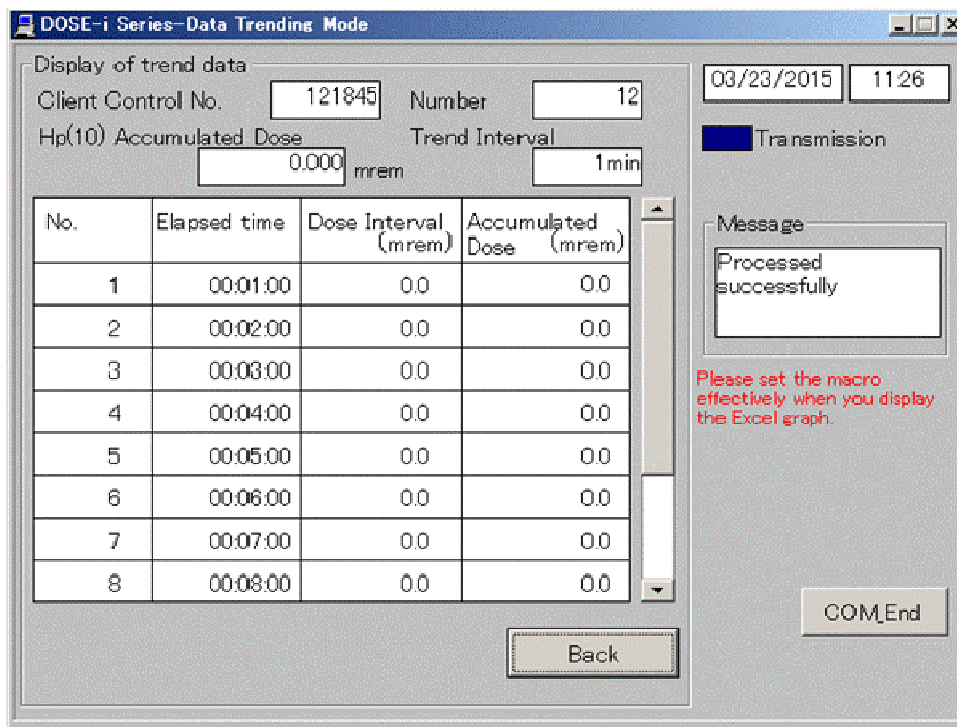 DOSE-i Series-Data Trending Mode
Display of trend data
Client Control No. 121845 Number 12
Hp(10) Accumulated Dose Trend Interval
0.000 mrem 1min
03/23/2015 11:26
Transmission
No. Elapsed time Dose Interval (mrem) Accumulated Dose (mrem)
1 00:01:00 0.0 0.0
2 00:02:00 0.0 0.0
3 00:03:00 0.0 0.0
4 00:04:00 0.0 0.0
5 00:05:00 0.0 0.0
6 00:06:00 0.0 0.0
7 00:07:00 0.0 0.0
8 00:08:00 0.0 0.0
Message
Processed
successfully
Please set the macro
effectively when you display
the Excel graph.
COM_End
Back